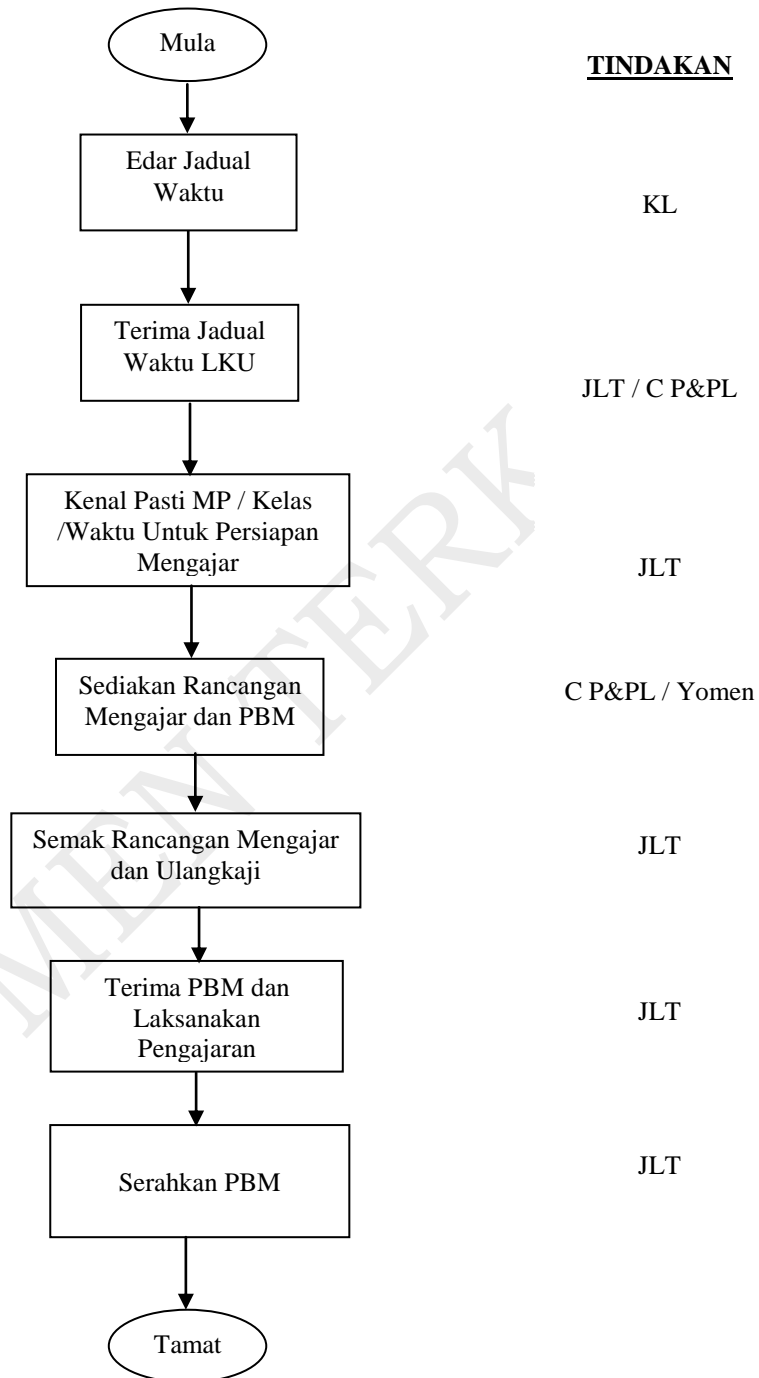 Mula
TINDAKAN
Edar Jadual
Waktu
KL
Terima Jadual
Waktu LKU
JLT / C P&PL
Kenal Pasti MP / Kelas
/Waktu Untuk Persiapan
Mengajar
JLT
Sediakan Rancangan
Mengajar dan PBM
C P&PL / Yomen
Semak Rancangan Mengajar
dan Ulangkaji
JLT
Terima PBM dan
Laksanakan
Pengajaran
JLT
Serahkan PBM
JLT
Tamat
MEN TERK